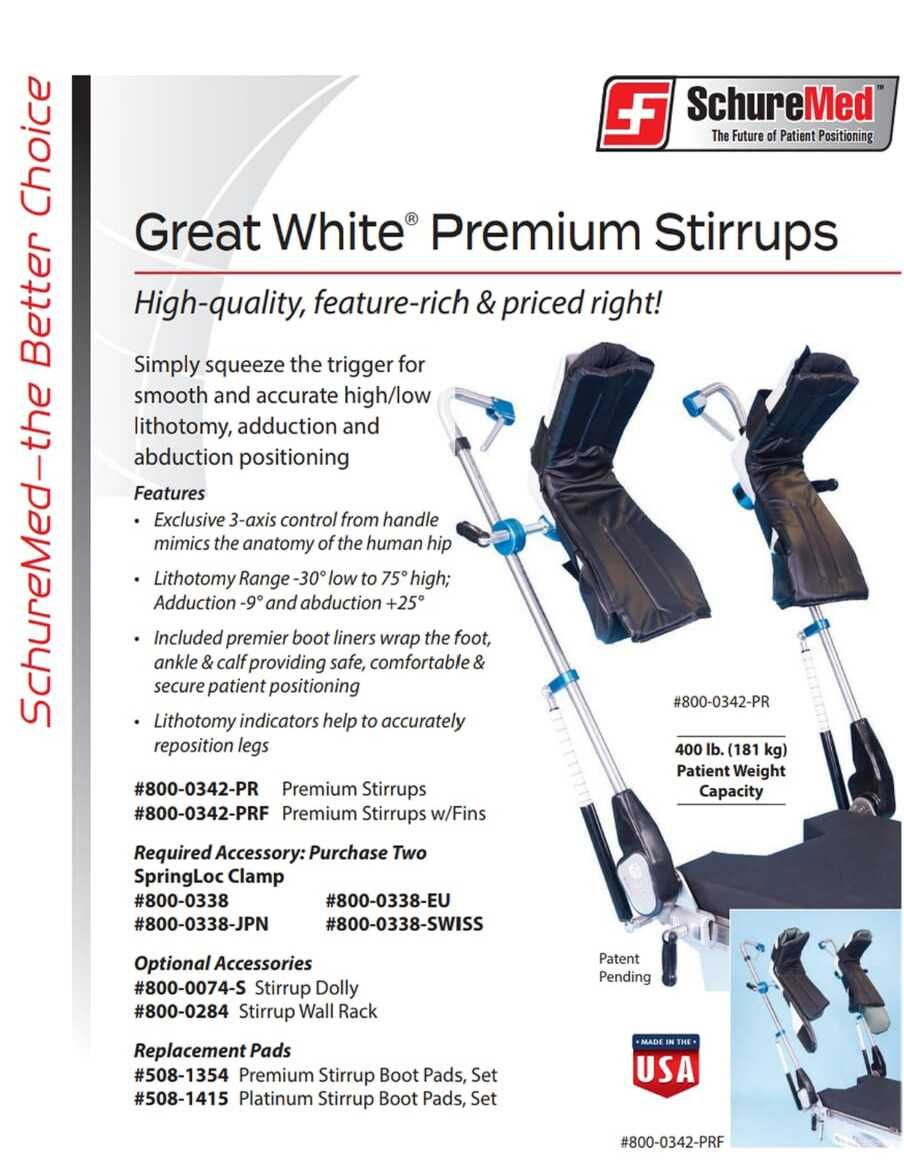 SchureMed–the Better Choice
SchureMed™
The Future of Patient Positioning
Great White® Premium Stirrups
High-quality, feature-rich & priced right!
Simply squeeze the trigger for
smooth and accurate high/low
lithotomy, adduction and
abduction positioning
Features
• Exclusive 3-axis control from handle
mimics the anatomy of the human hip
• Lithotomy Range -30° low to 75° high;
Adduction -9° and abduction +25°
• Included premier boot liners wrap the foot,
ankle & calf providing safe, comfortable &
secure patient positioning
• Lithotomy indicators help to accurately
reposition legs
#800-0342-PR
400 lb. (181 kg)
Patient Weight
Capacity
#800-0342-PR Premium Stirrups
#800-0342-PRF Premium Stirrups w/Fins
Required Accessory: Purchase Two
SpringLoc Clamp
#800-0338 #800-0338-EU
#800-0338-JPN #800-0338-SWISS
Optional Accessories
#800-0074-S Stirrup Dolly
#800-0284 Stirrup Wall Rack
Replacement Pads
#508-1354 Premium Stirrup Boot Pads, Set
#508-1415 Platinum Stirrup Boot Pads, Set
Patent
Pending
• MADE IN THE •
USA
#800-0342-PRF